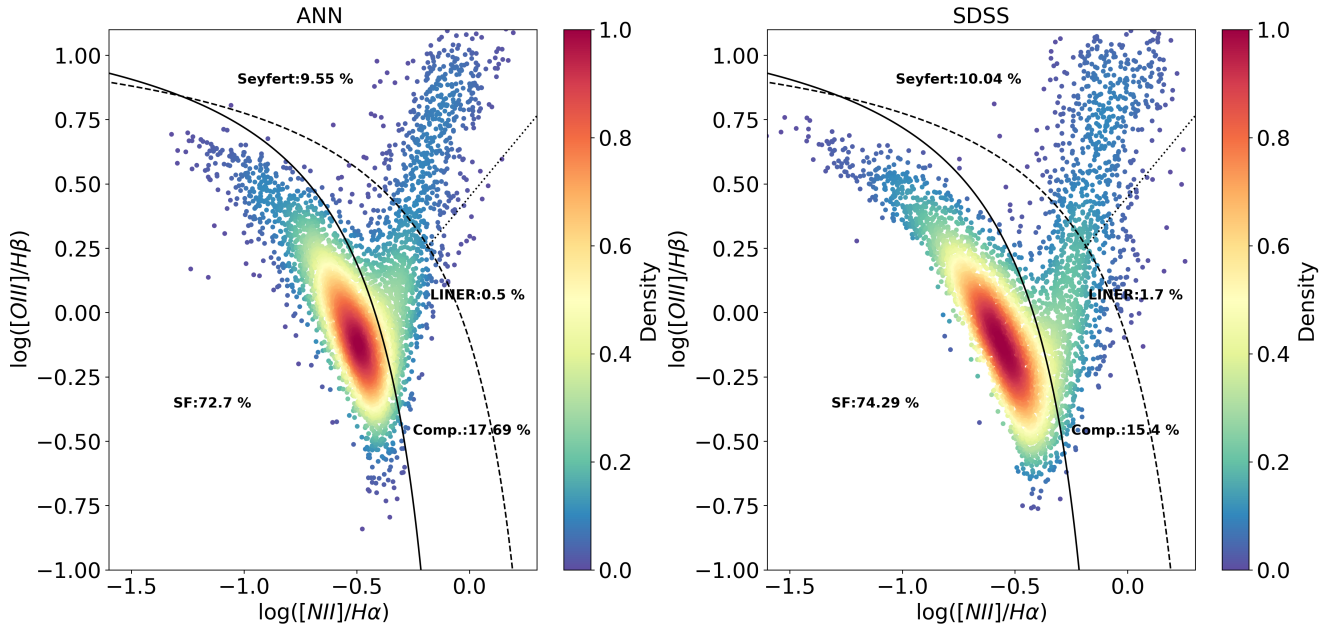 ANN
1.00
0.75
0.50
0.25
0.00
−0.25
−0.50
−0.75
−1.00
log([OIII]/Hβ)
Seyfert:9.55 %
LINER:0.5 %
SF:72.7 %
Comp.:17.69 %
−1.5 −1.0 −0.5 0.0
log([NII]/Hα)
1.0
0.8
0.6
0.4
0.2
0.0
Density
SDSS
1.00
0.75
0.50
0.25
0.00
−0.25
−0.50
−0.75
−1.00
log([OIII]/Hβ)
Seyfert:10.04 %
LINER:1.7 %
SF:74.29 %
Comp.:15.4 %
−1.5 −1.0 −0.5 0.0
log([NII]/Hα)
1.0
0.8
0.6
0.4
0.2
0.0
Density